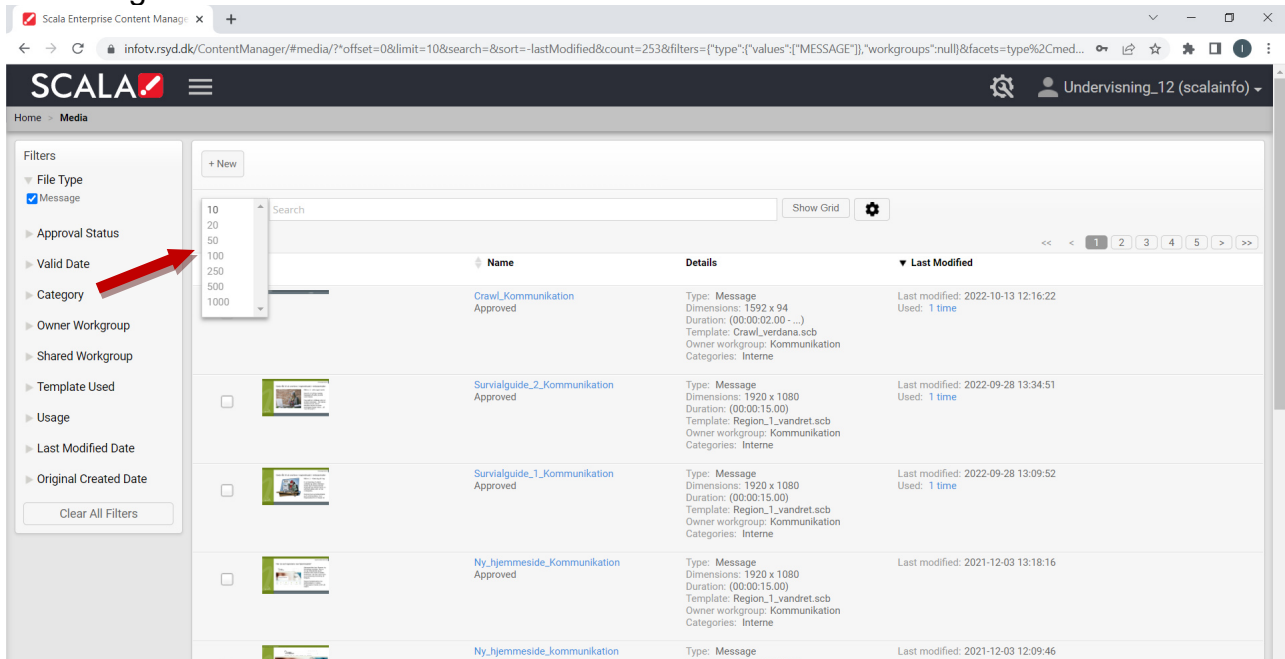 Scala Enterprise Content Manage
infotv.rsyd.dk/ContentManager/#media/?*offset=0&limit=10&search=&sort=-lastModified&count=253&filters={"type":{"values":["MESSAGE"]},"workgroups":null}&facets=type%2Cmed...
SCALA
Undervisning_12 (scalainfo)
Home > Media
Filters
File Type
Message
Approval Status
Valid Date
Category
Owner Workgroup
Shared Workgroup
Template Used
Usage
Last Modified Date
Original Created Date
Clear All Filters
+ New
10
20
50
100
250
500
1000
Search
Show Grid
<< < 1 2 3 4 5 > >>
Name Details Last Modified
Crawl_Kommunikation
Approved
Type: Message
Dimensions: 1592 x 94
Duration: (00:00:02.00 - ...)
Template: Crawl_verdana.scb
Owner workgroup: Kommunikation
Categories: Interne
Last modified: 2022-10-13 12:16:22
Used: 1 time
Survialguide_2_Kommunikation
Approved
Type: Message
Dimensions: 1920 x 1080
Duration: (00:00:15.00)
Template: Region_1_vandret.scb
Owner workgroup: Kommunikation
Categories: Interne
Last modified: 2022-09-28 13:34:51
Used: 1 time
Survialguide_1_Kommunikation
Approved
Type: Message
Dimensions: 1920 x 1080
Duration: (00:00:15.00)
Template: Region_1_vandret.scb
Owner workgroup: Kommunikation
Categories: Interne
Last modified: 2022-09-28 13:09:52
Used: 1 time
Ny_hjemmeside_Kommunikation
Approved
Type: Message
Dimensions: 1920 x 1080
Duration: (00:00:15.00)
Template: Region_1_vandret.scb
Owner workgroup: Kommunikation
Categories: Interne
Last modified: 2021-12-03 13:18:16
Ny_hjemmeside_kommunikation
Type: Message
Last modified: 2021-12-03 12:09:46